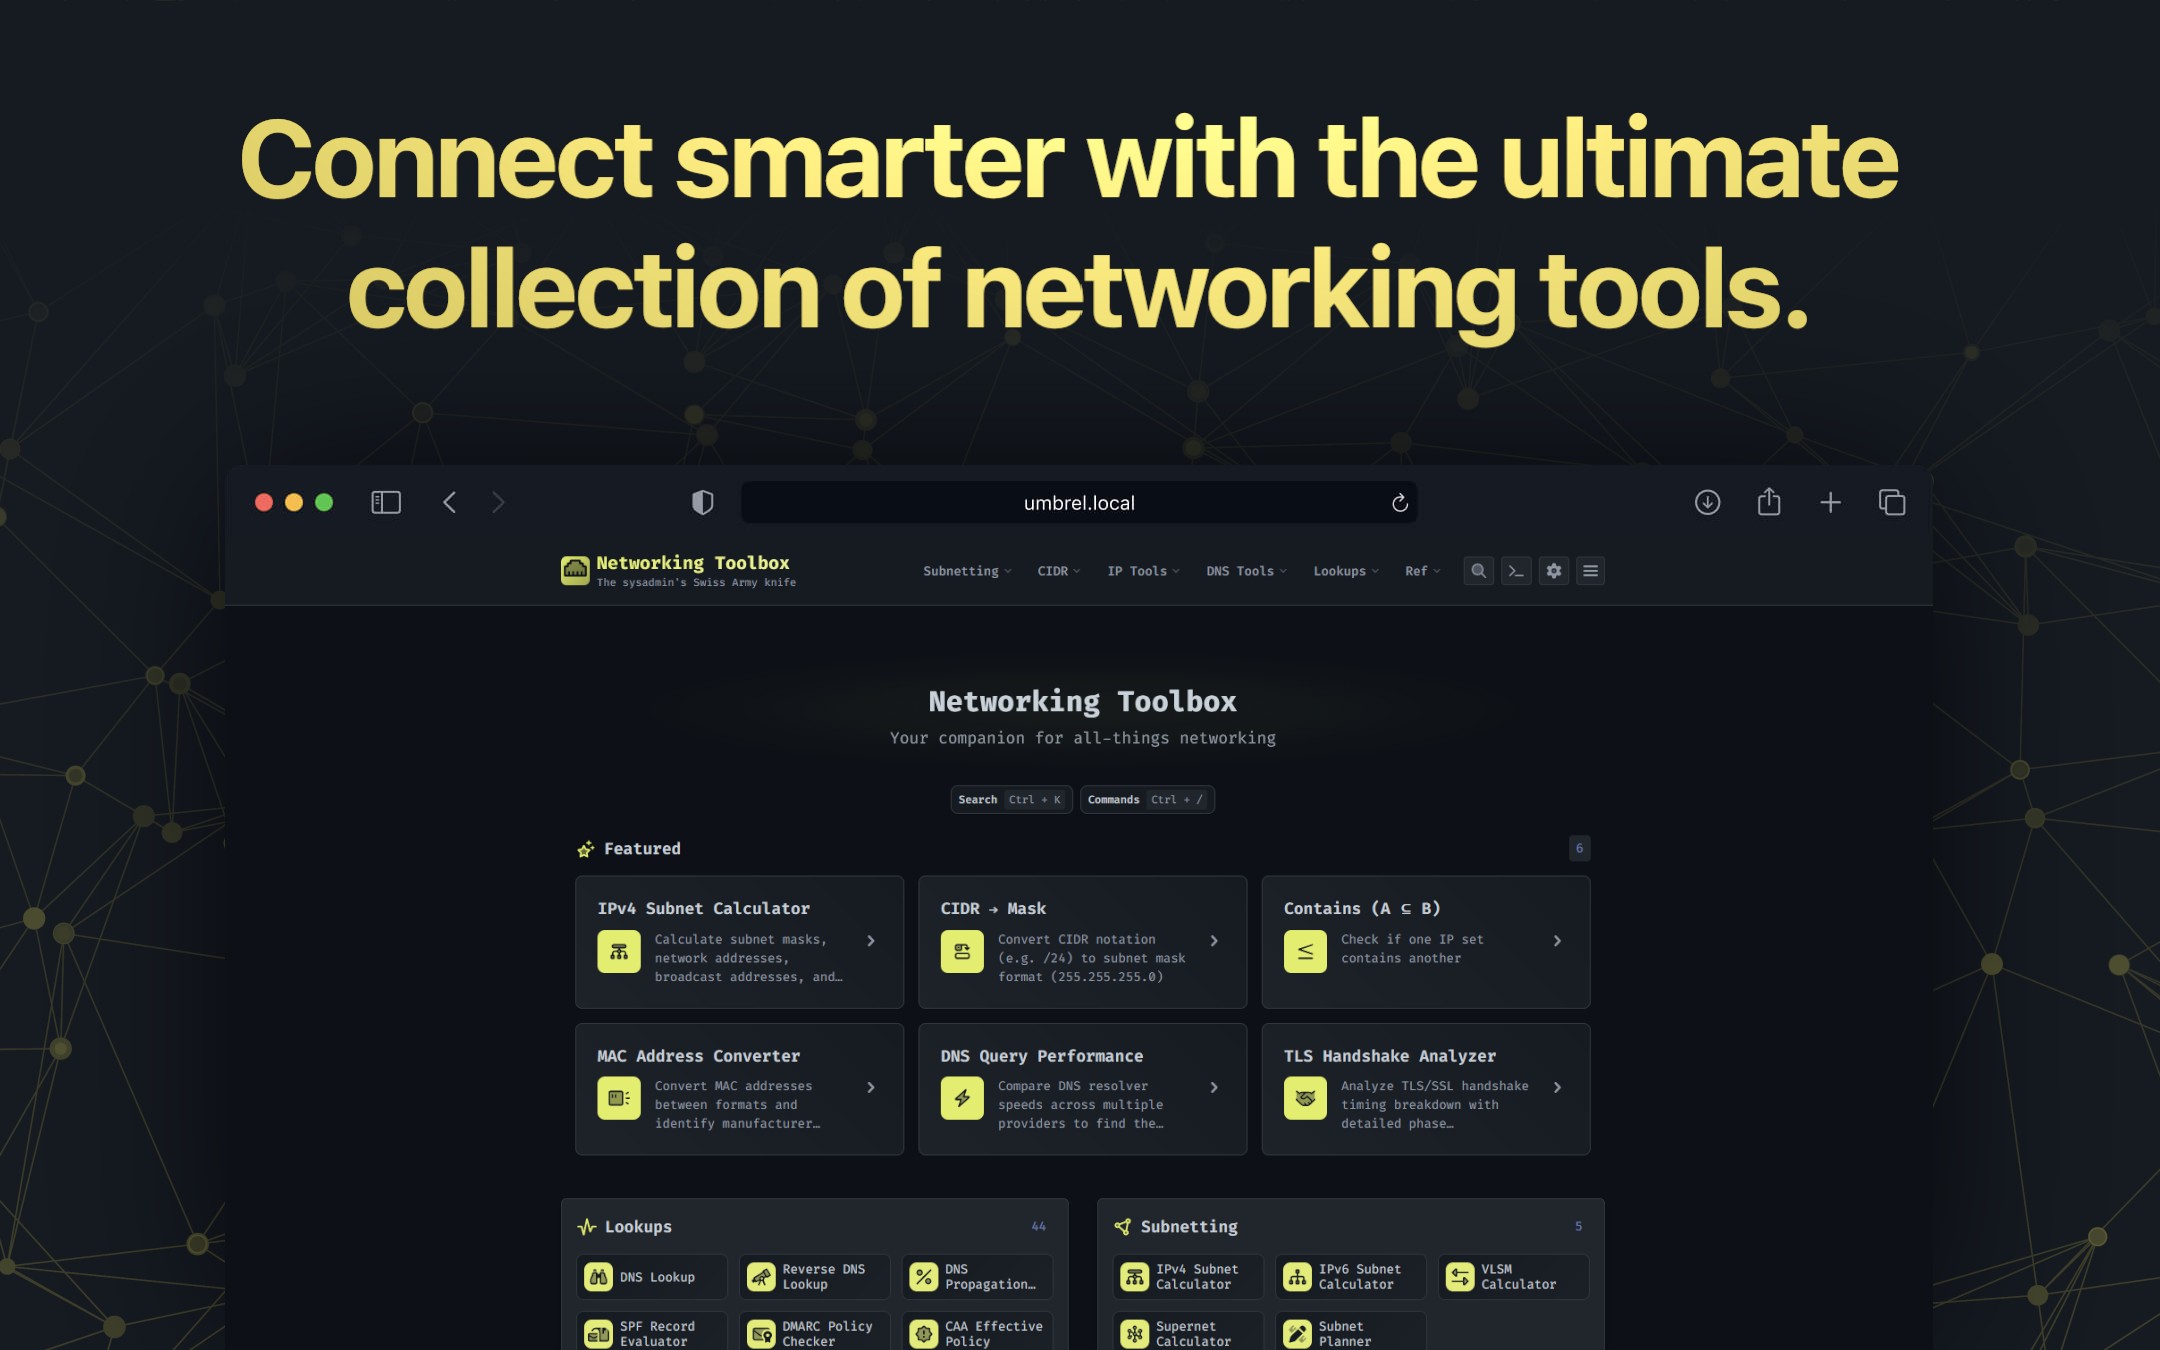 Connect smarter with the ultimate
collection of networking tools.
umbrel.local
Networking Toolbox
The sysadmin's Swiss Army knife
Subnetting
CIDR
IP Tools
DNS Tools
Lookups
Ref
Networking Toolbox
Your companion for all-things networking
Search Ctrl + K
Commands Ctrl + /
Featured
6
IPv4 Subnet Calculator
Calculate subnet masks,
network addresses,
broadcast addresses, and…
CIDR → Mask
Convert CIDR notation
(e.g. /24) to subnet mask
format (255.255.255.0)
Contains (A ⊆ B)
Check if one IP set
contains another
MAC Address Converter
Convert MAC addresses
between formats and
identify manufacturer…
DNS Query Performance
Compare DNS resolver
speeds across multiple
providers to find the…
TLS Handshake Analyzer
Analyze TLS/SSL handshake
timing breakdown with
detailed phase…
Lookups
44
DNS Lookup
Reverse DNS
Lookup
DNS
Propagation…
SPF Record
Evaluator
DMARC Policy
Checker
CAA Effective
Policy
Subnetting
5
IPv4 Subnet
Calculator
IPv6 Subnet
Calculator
VLSM
Calculator
Supernet
Calculator
Subnet
Planner